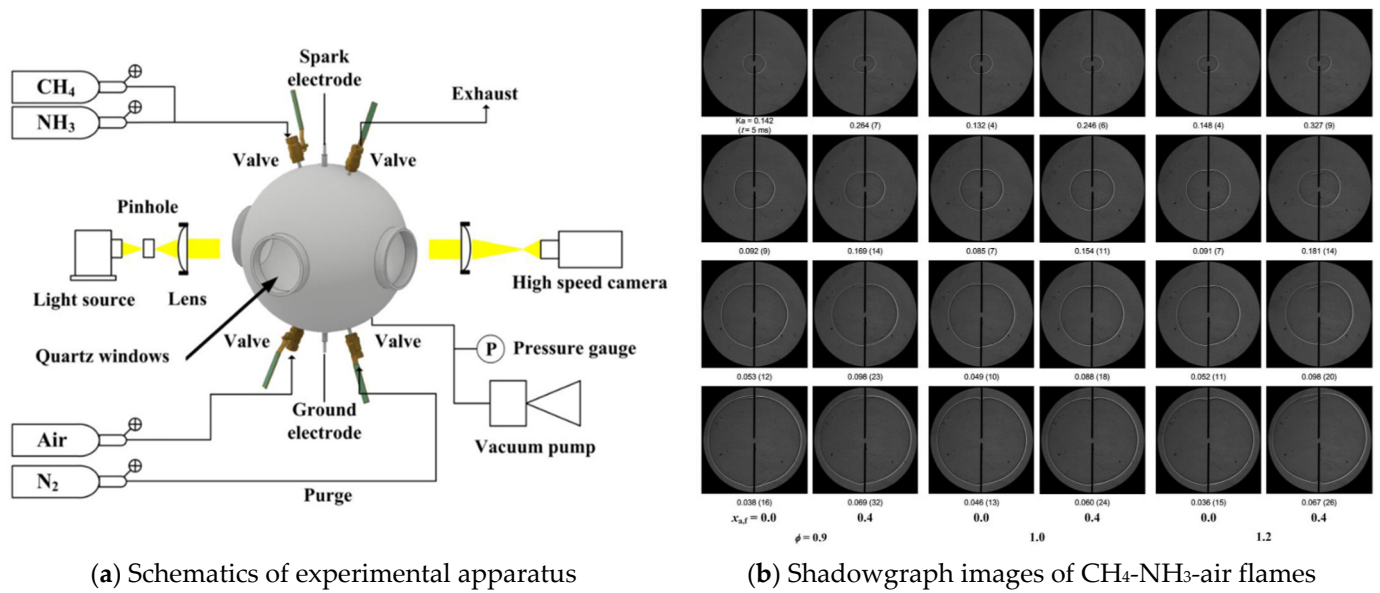 CH₄
NH₃
Spark
electrode
Exhaust
Valve
Valve
Pinhole
Light source
Lens
High speed camera
Quartz windows
Valve
Valve
P
Pressure gauge
Ground
electrode
Vacuum pump
Air
N₂
Purge
(a) Schematics of experimental apparatus
Ka = 0.142
(t = 5 ms)
0.264 (7)
0.132 (4)
0.246 (6)
0.148 (4)
0.327 (9)
0.092 (9)
0.169 (14)
0.085 (7)
0.154 (11)
0.091 (7)
0.181 (14)
0.053 (12)
0.098 (23)
0.049 (10)
0.088 (18)
0.052 (11)
0.098 (20)
0.038 (16)
0.069 (32)
0.046 (13)
0.060 (24)
0.036 (15)
0.067 (26)
xₐ,f = 0.0
0.4
0.0
0.4
0.0
0.4
ϕ = 0.9
1.0
1.2
(b) Shadowgraph images of CH₄-NH₃-air flames